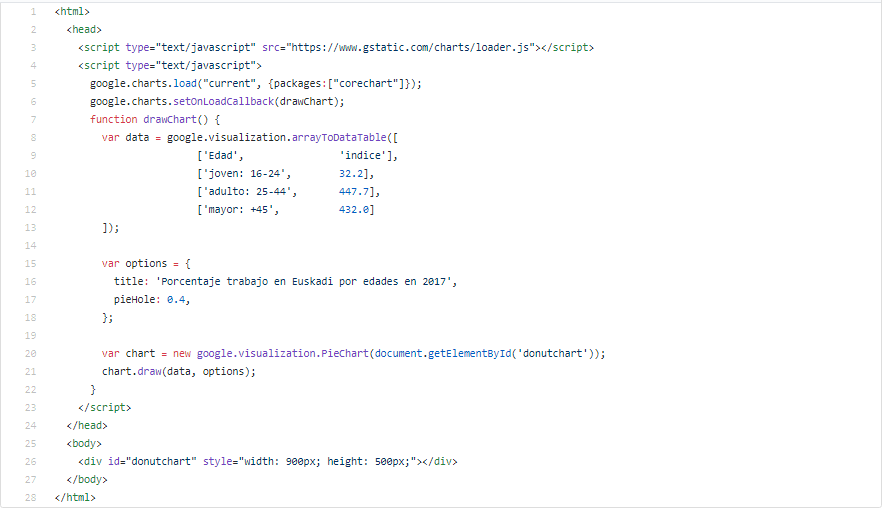 1 <html>
2   <head>
3     <script type="text/javascript" src="https://www.gstatic.com/charts/loader.js"></script>
4     <script type="text/javascript">
5       google.charts.load("current", {packages:["corechart"]});
6       google.charts.setOnLoadCallback(drawChart);
7       function drawChart() {
8         var data = google.visualization.arrayToDataTable([
9                         ['Edad',                'indice'],
10                         ['joven: 16-24',        32.2],
11                         ['adulto: 25-44',       447.7],
12                         ['mayor: +45',          432.0]
13         ]);
14
15         var options = {
16           title: 'Porcentaje trabajo en Euskadi por edades en 2017',
17           pieHole: 0.4,
18         };
19
20         var chart = new google.visualization.PieChart(document.getElementById('donutchart'));
21         chart.draw(data, options);
22       }
23     </script>
24   </head>
25   <body>
26     <div id="donutchart" style="width: 900px; height: 500px;"></div>
27   </body>
28 </html>